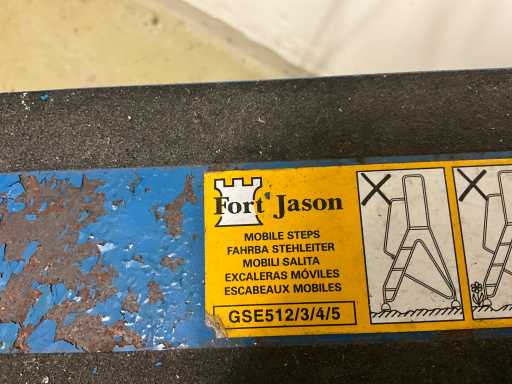 Fort Jason
MOBILE STEPS
FAHRBA STEHLEITER
MOBILI SALITA
EXCALERAS MÓVILES
ESCABEAUX MOBILES
GSE512/3/4/5